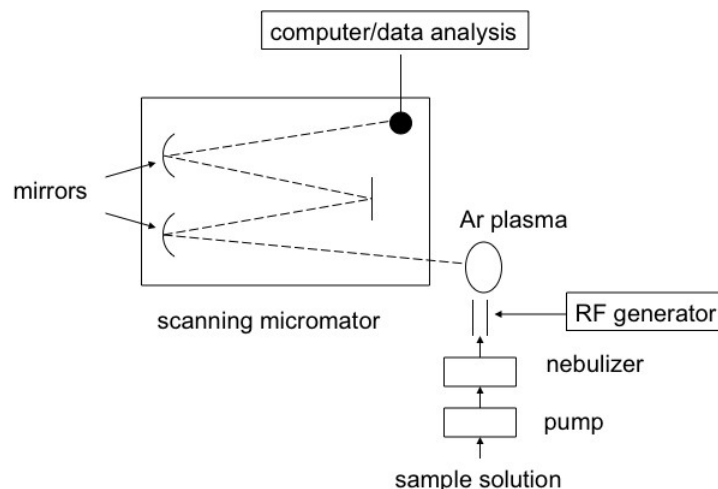 computer/data analysis
mirrors
Ar plasma
scanning micromator
RF generator
nebulizer
pump
sample solution